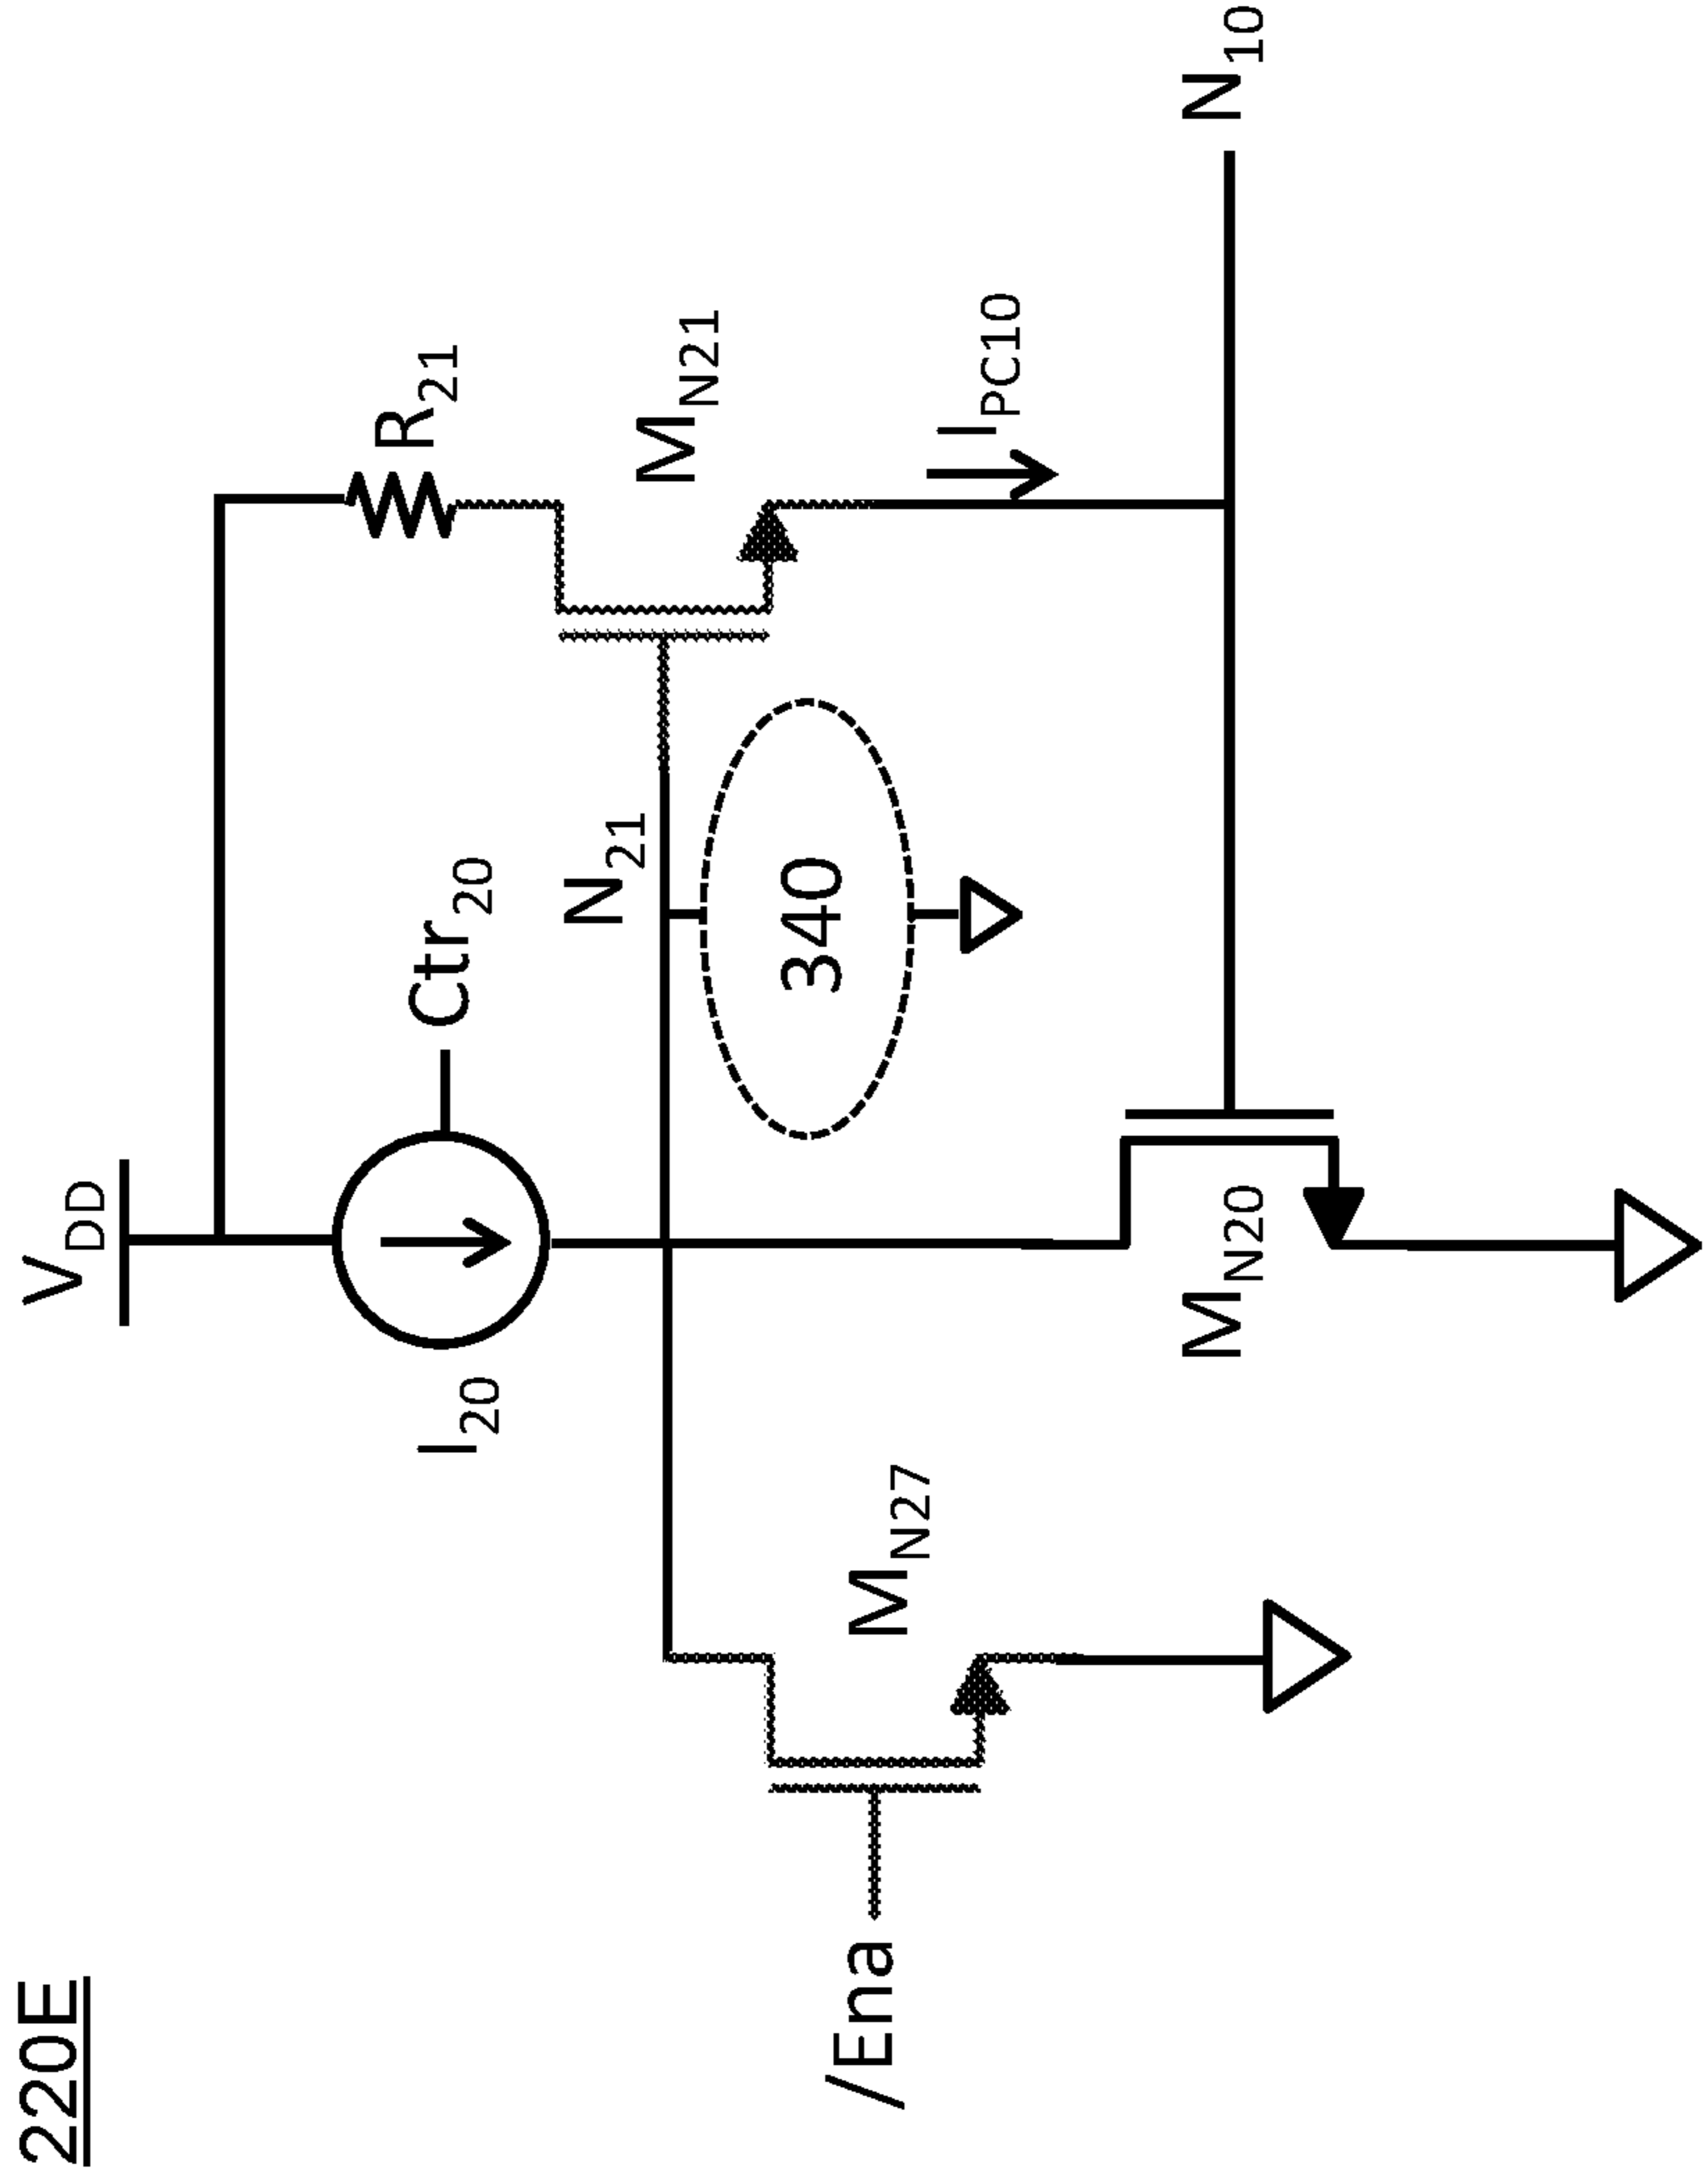 220E
V_DD
I_20
Ctr_20
R_21
N_21
M_N21
340
I_PC10
M_N27
/Ena
M_N20
N_10